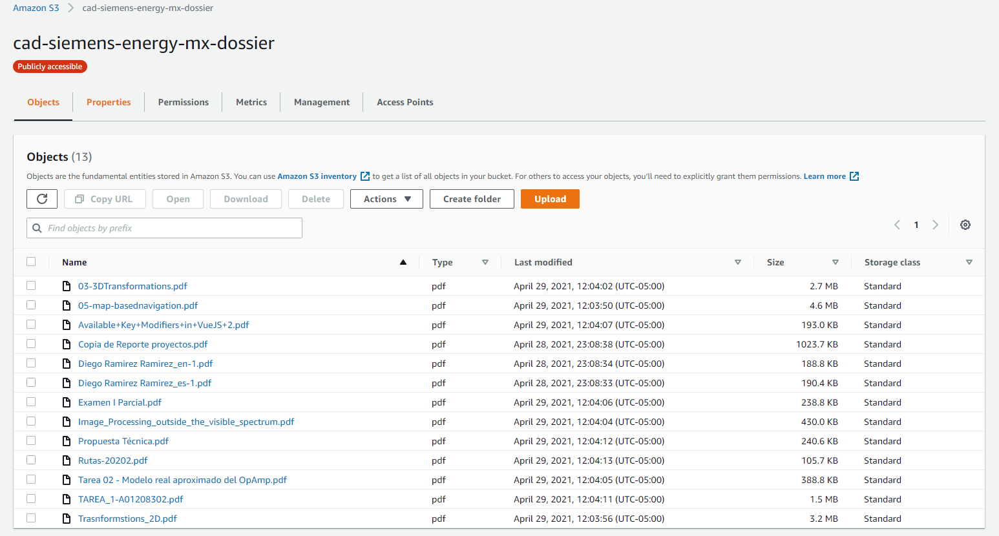 Amazon S3 > cad-siemens-energy-mx-dossier
cad-siemens-energy-mx-dossier
Publicly accessible
Objects Properties Permissions Metrics Management Access Points
Objects (13)
Objects are the fundamental entities stored in Amazon S3. You can use Amazon S3 inventory to get a list of all objects in your bucket. For others to access your objects, you'll need to explicitly grant them permissions. Learn more
Copy URL Open Download Delete Actions Create folder Upload
Find objects by prefix 1
Name Type Last modified Size Storage class
03-3DTransformations.pdf pdf April 29, 2021, 12:04:02 (UTC-05:00) 2.7 MB Standard
05-map-basednavigation.pdf pdf April 29, 2021, 12:03:50 (UTC-05:00) 4.6 MB Standard
Available+Key+Modifiers+in+VueJS+2.pdf pdf April 29, 2021, 12:04:07 (UTC-05:00) 193.0 KB Standard
Copia de Reporte proyectos.pdf pdf April 28, 2021, 23:08:38 (UTC-05:00) 1023.7 KB Standard
Diego Ramirez Ramirez_en-1.pdf pdf April 28, 2021, 23:08:34 (UTC-05:00) 188.8 KB Standard
Diego Ramirez Ramirez_es-1.pdf pdf April 28, 2021, 23:08:33 (UTC-05:00) 190.4 KB Standard
Examen I Parcial.pdf pdf April 29, 2021, 12:04:06 (UTC-05:00) 238.8 KB Standard
Image_Processing_outside_the_visible_spectrum.pdf pdf April 29, 2021, 12:04:04 (UTC-05:00) 430.0 KB Standard
Propuesta Técnica.pdf pdf April 29, 2021, 12:04:12 (UTC-05:00) 240.6 KB Standard
Rutas-20202.pdf pdf April 29, 2021, 12:04:13 (UTC-05:00) 105.7 KB Standard
Tarea 02 - Modelo real aproximado del OpAmp.pdf pdf April 29, 2021, 12:04:05 (UTC-05:00) 388.8 KB Standard
TAREA_1-A01208302.pdf pdf April 29, 2021, 12:04:11 (UTC-05:00) 1.5 MB Standard
Trasnformstions_2D.pdf pdf April 29, 2021, 12:03:56 (UTC-05:00) 3.2 MB Standard